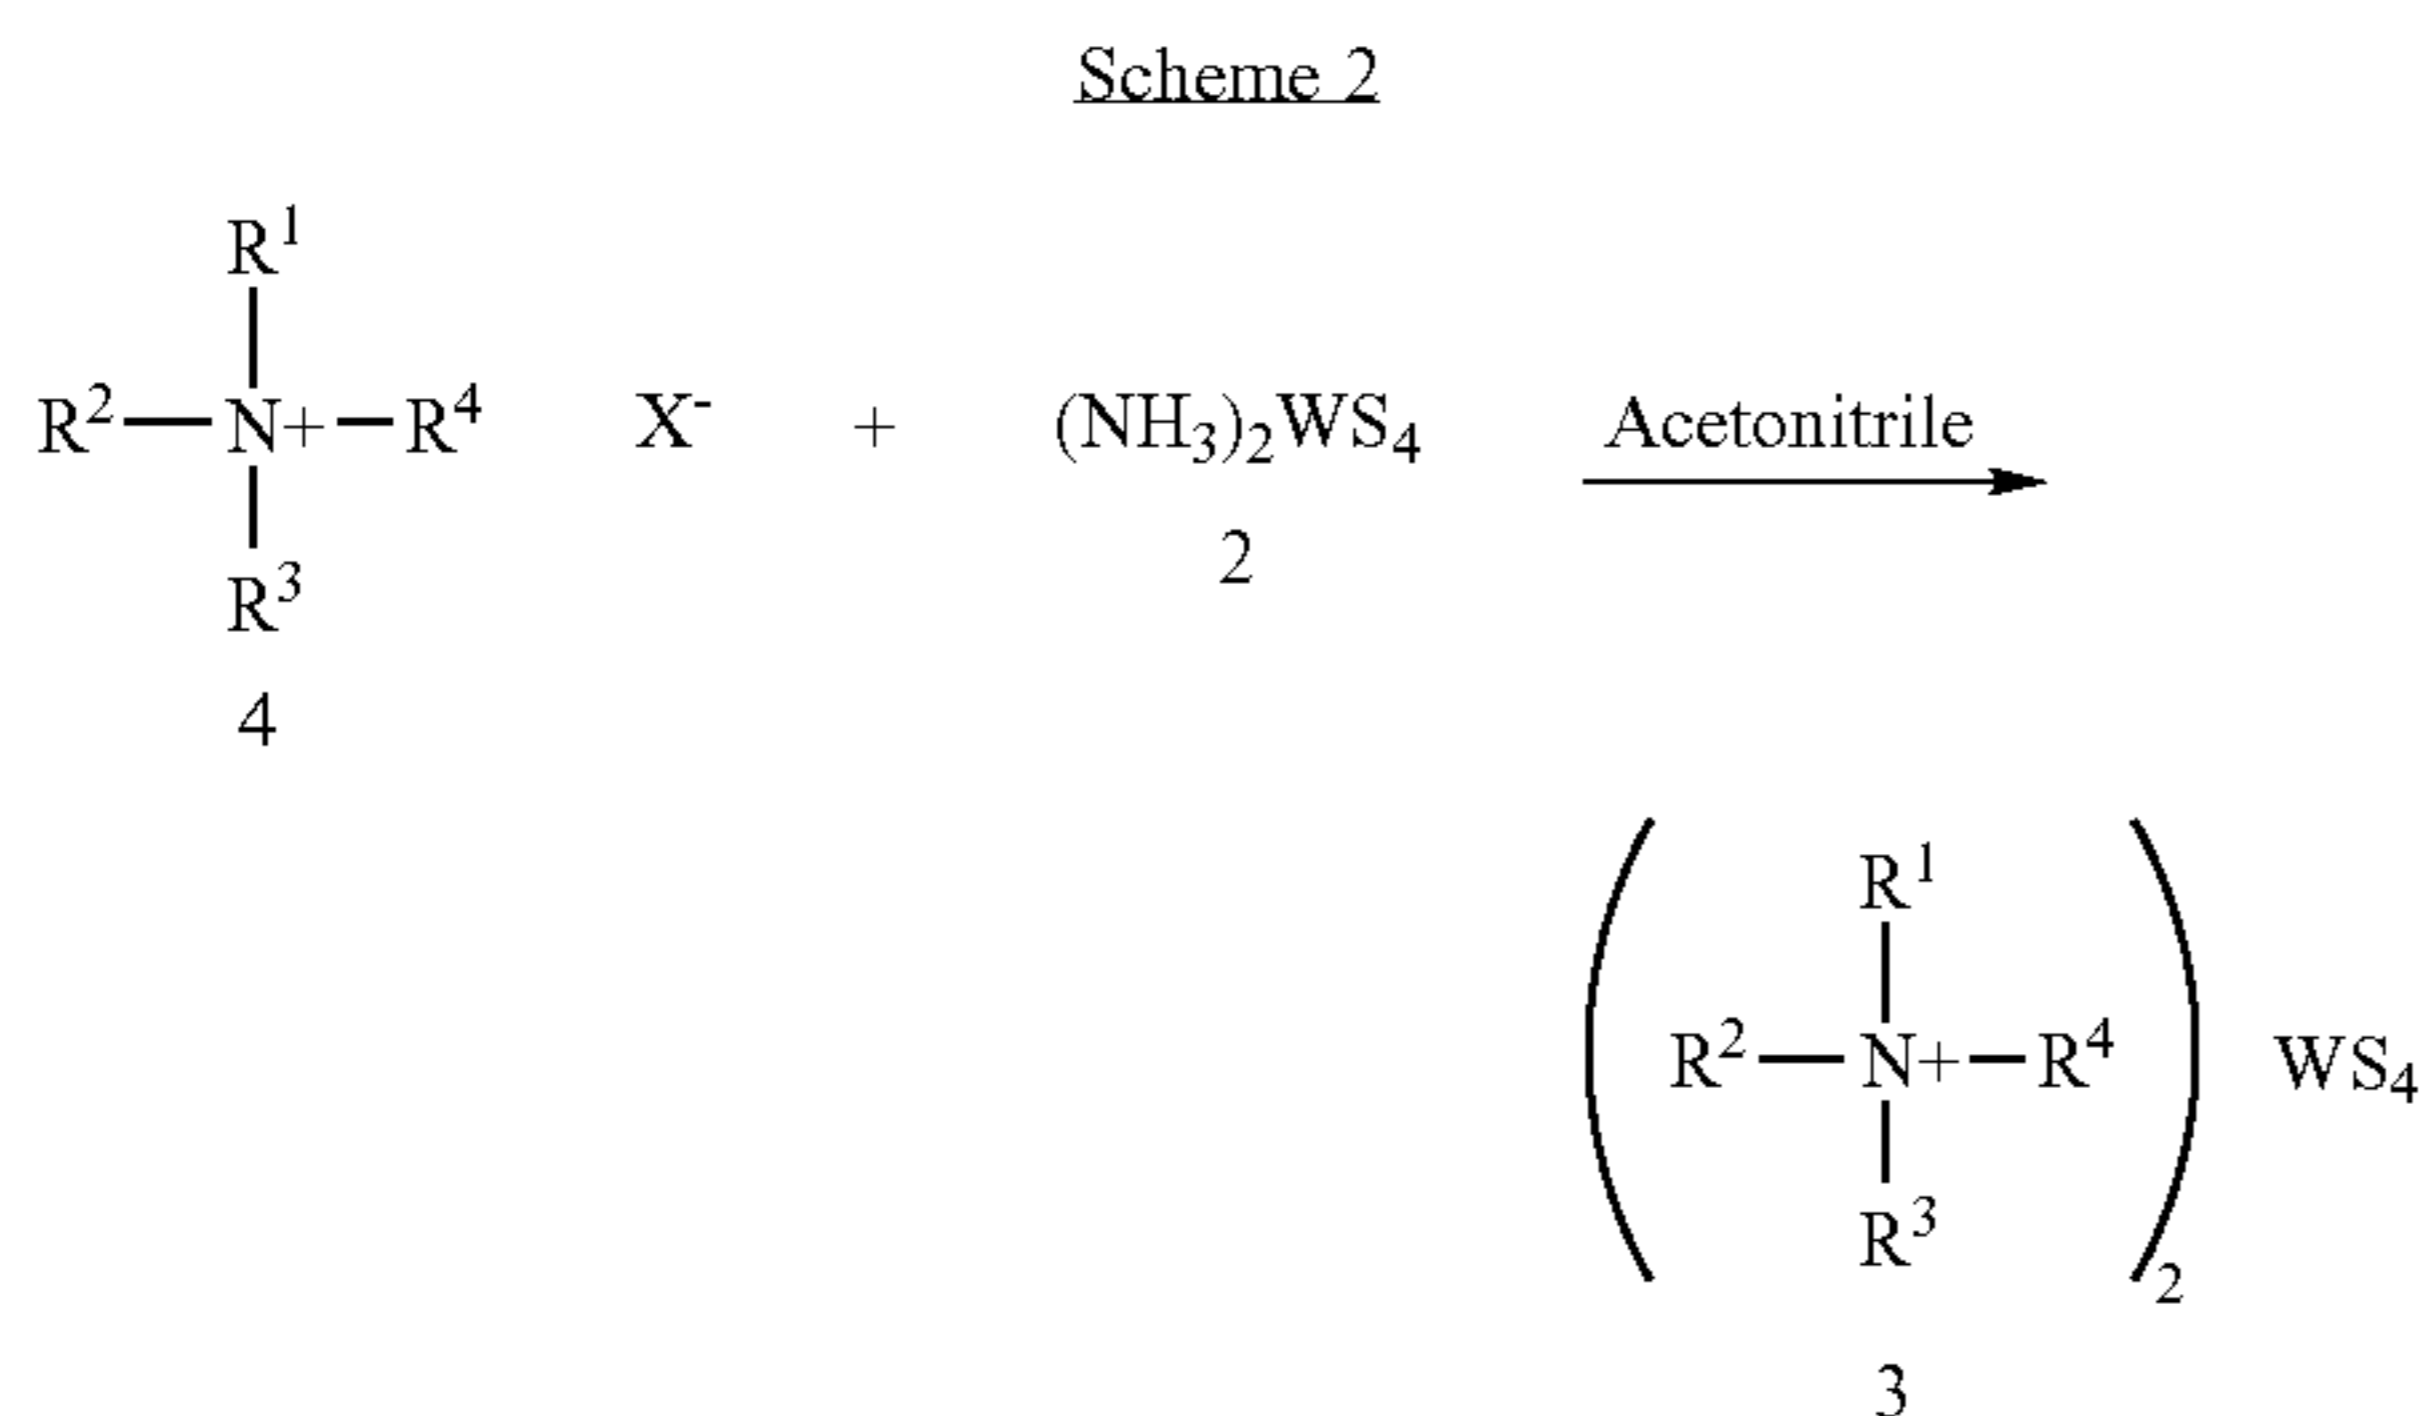 Scheme 2
R¹
R² N+ R⁴ X⁻ + (NH₃)₂WS₄ Acetonitrile
2
R³
4
R¹
R² N+ R⁴ WS₄
R³
2
3